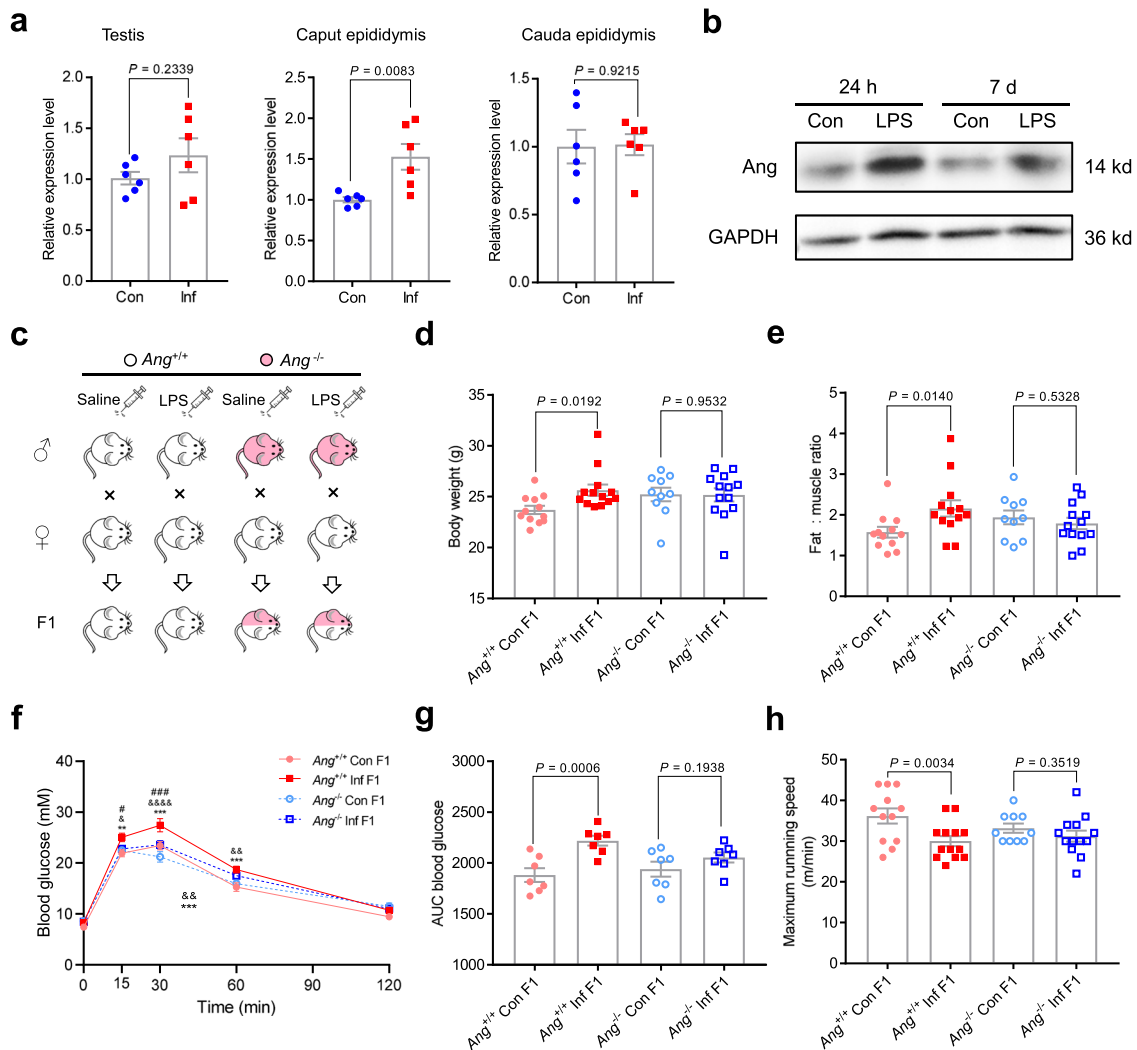 a
Testis
P = 0.2339
Relative expression level
2.0
1.5
1.0
0.5
0.0
Con
Inf
Caput epididymis
P = 0.0083
Relative expression level
2.5
2.0
1.5
1.0
0.5
0.0
Con
Inf
Cauda epididymis
P = 0.9215
Relative expression level
1.5
1.0
0.5
0.0
Con
Inf
b
24 h
7 d
Con
LPS
Con
LPS
Ang
14 kd
GAPDH
36 kd
c
Ang+/+
Ang-/-
Saline
LPS
Saline
LPS
♂
× × × ×
♀
F1
d
P = 0.0192
P = 0.9532
Body weight (g)
35
30
25
20
15
Ang+/+ Con F1
Ang+/+ Inf F1
Ang-/- Con F1
Ang-/- Inf F1
e
P = 0.0140
P = 0.5328
Fat : muscle ratio
5
4
3
2
1
0
Ang+/+ Con F1
Ang+/+ Inf F1
Ang-/- Con F1
Ang-/- Inf F1
f
Blood glucose (mM)
40
30
20
10
0
Ang+/+ Con F1
Ang+/+ Inf F1
Ang-/- Con F1
Ang-/- Inf F1
#
&
**
###
&&&&
***
&&
***
&&
***
0
15
30
60
90
120
Time (min)
g
P = 0.0006
P = 0.1938
AUC blood glucose
3000
2500
2000
1500
1000
Ang+/+ Con F1
Ang+/+ Inf F1
Ang-/- Con F1
Ang-/- Inf F1
h
P = 0.0034
P = 0.3519
Maximum runnning speed
(m/min)
50
40
30
20
10
0
Ang+/+ Con F1
Ang+/+ Inf F1
Ang-/- Con F1
Ang-/- Inf F1